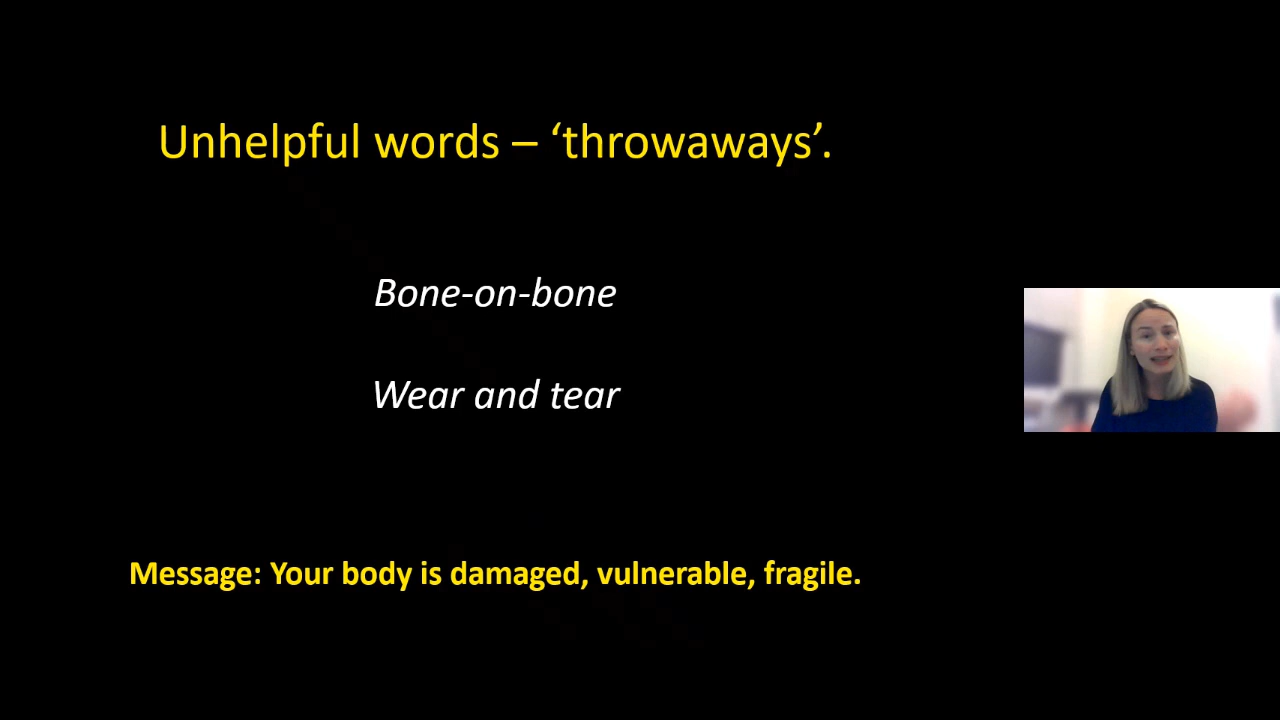 Unhelpful words – ‘throwaways’.
Bone-on-bone
Wear and tear
Message: Your body is damaged, vulnerable, fragile.